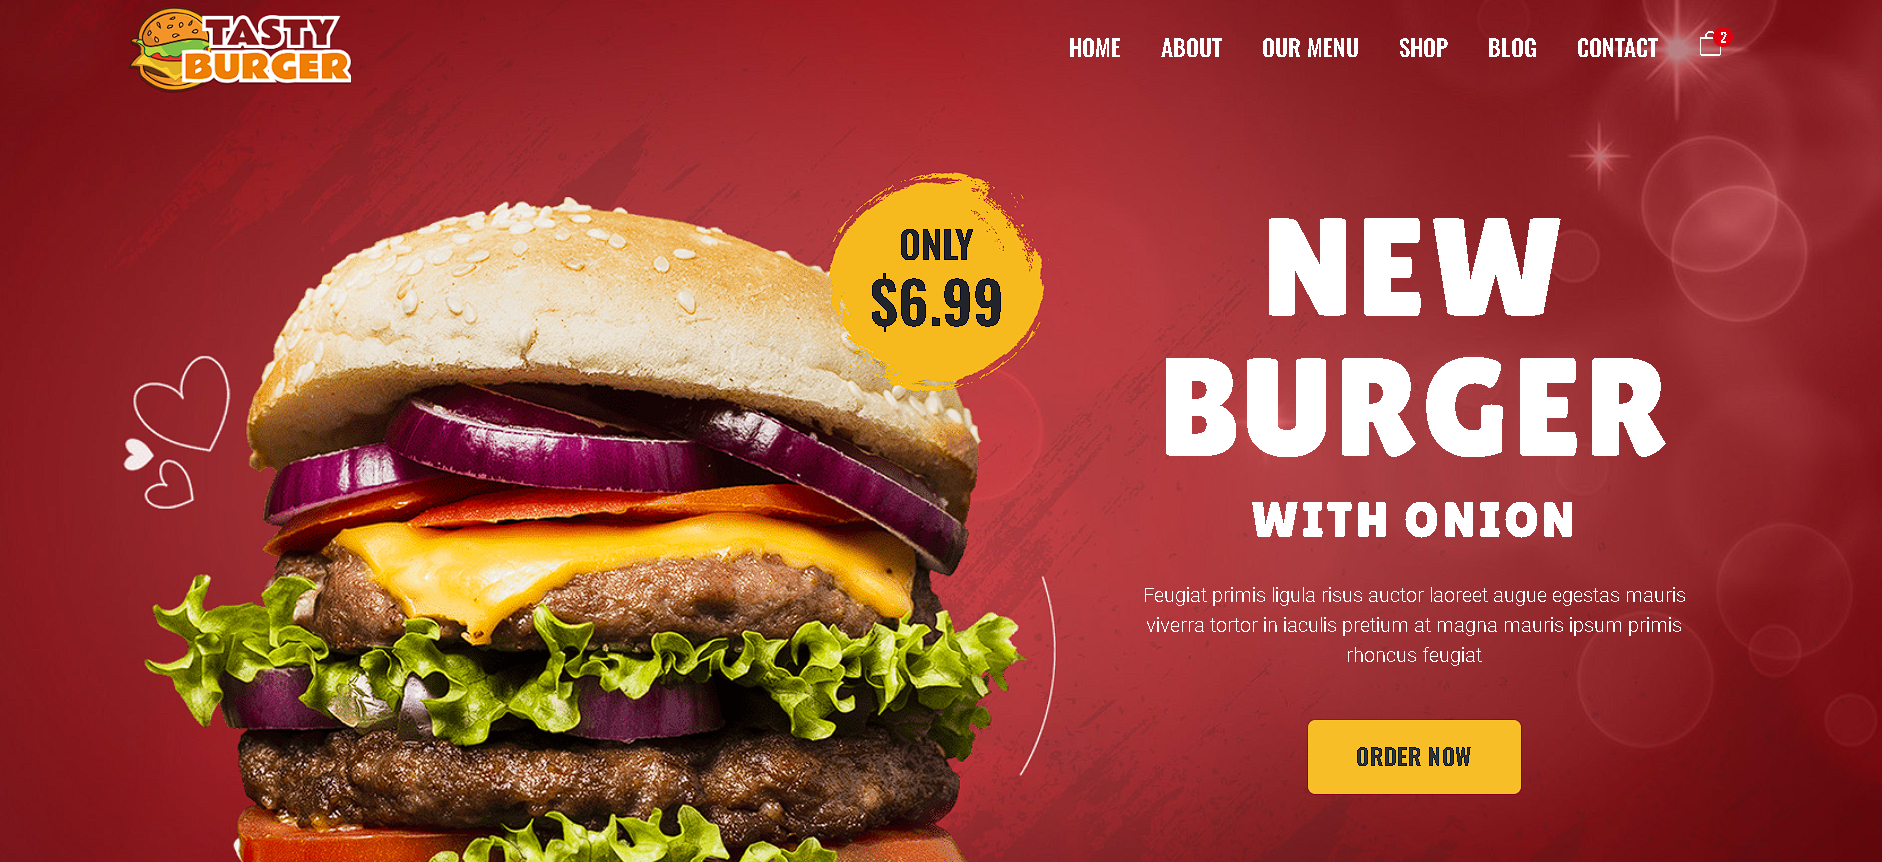 TASTY
BURGER
HOME ABOUT OUR MENU SHOP BLOG CONTACT 2
ONLY
$6.99
NEW
BURGER
WITH ONION
Feugiat primis ligula risus auctor laoreet augue egestas mauris
viverra tortor in iaculis pretium at magna mauris ipsum primis
rhoncus feugiat
ORDER NOW